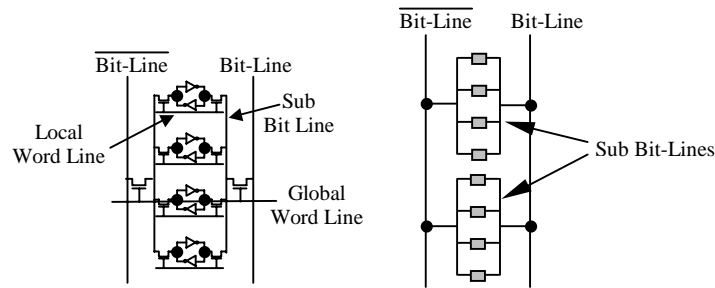 Bit-Line Bit-Line
Sub
Bit Line
Local
Word Line
Global
Word Line
Bit-Line Bit-Line
Sub Bit-Lines